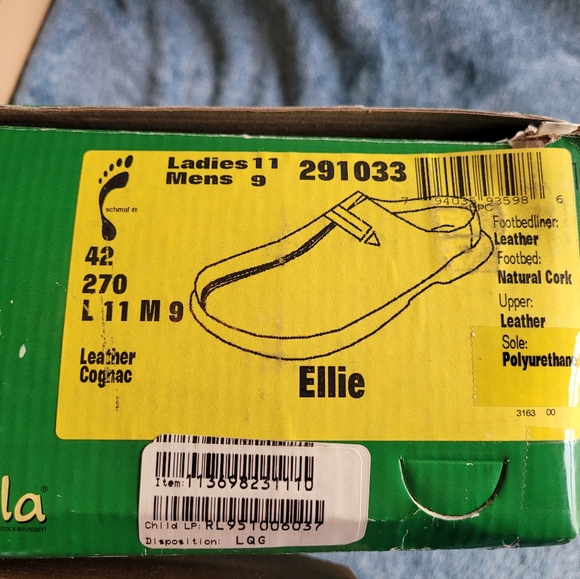 Ladies 11
Mens 9
291033
schmal
42
270
L 11 M 9
Leather
Cognac
Ellie
Footbedliner:
Leather
Footbed:
Natural Cork
Upper:
Leather
Sole:
Polyurethan
3163 00
la®
Item: 113698231110
Child LP: RL951006037
Disposition: LQG